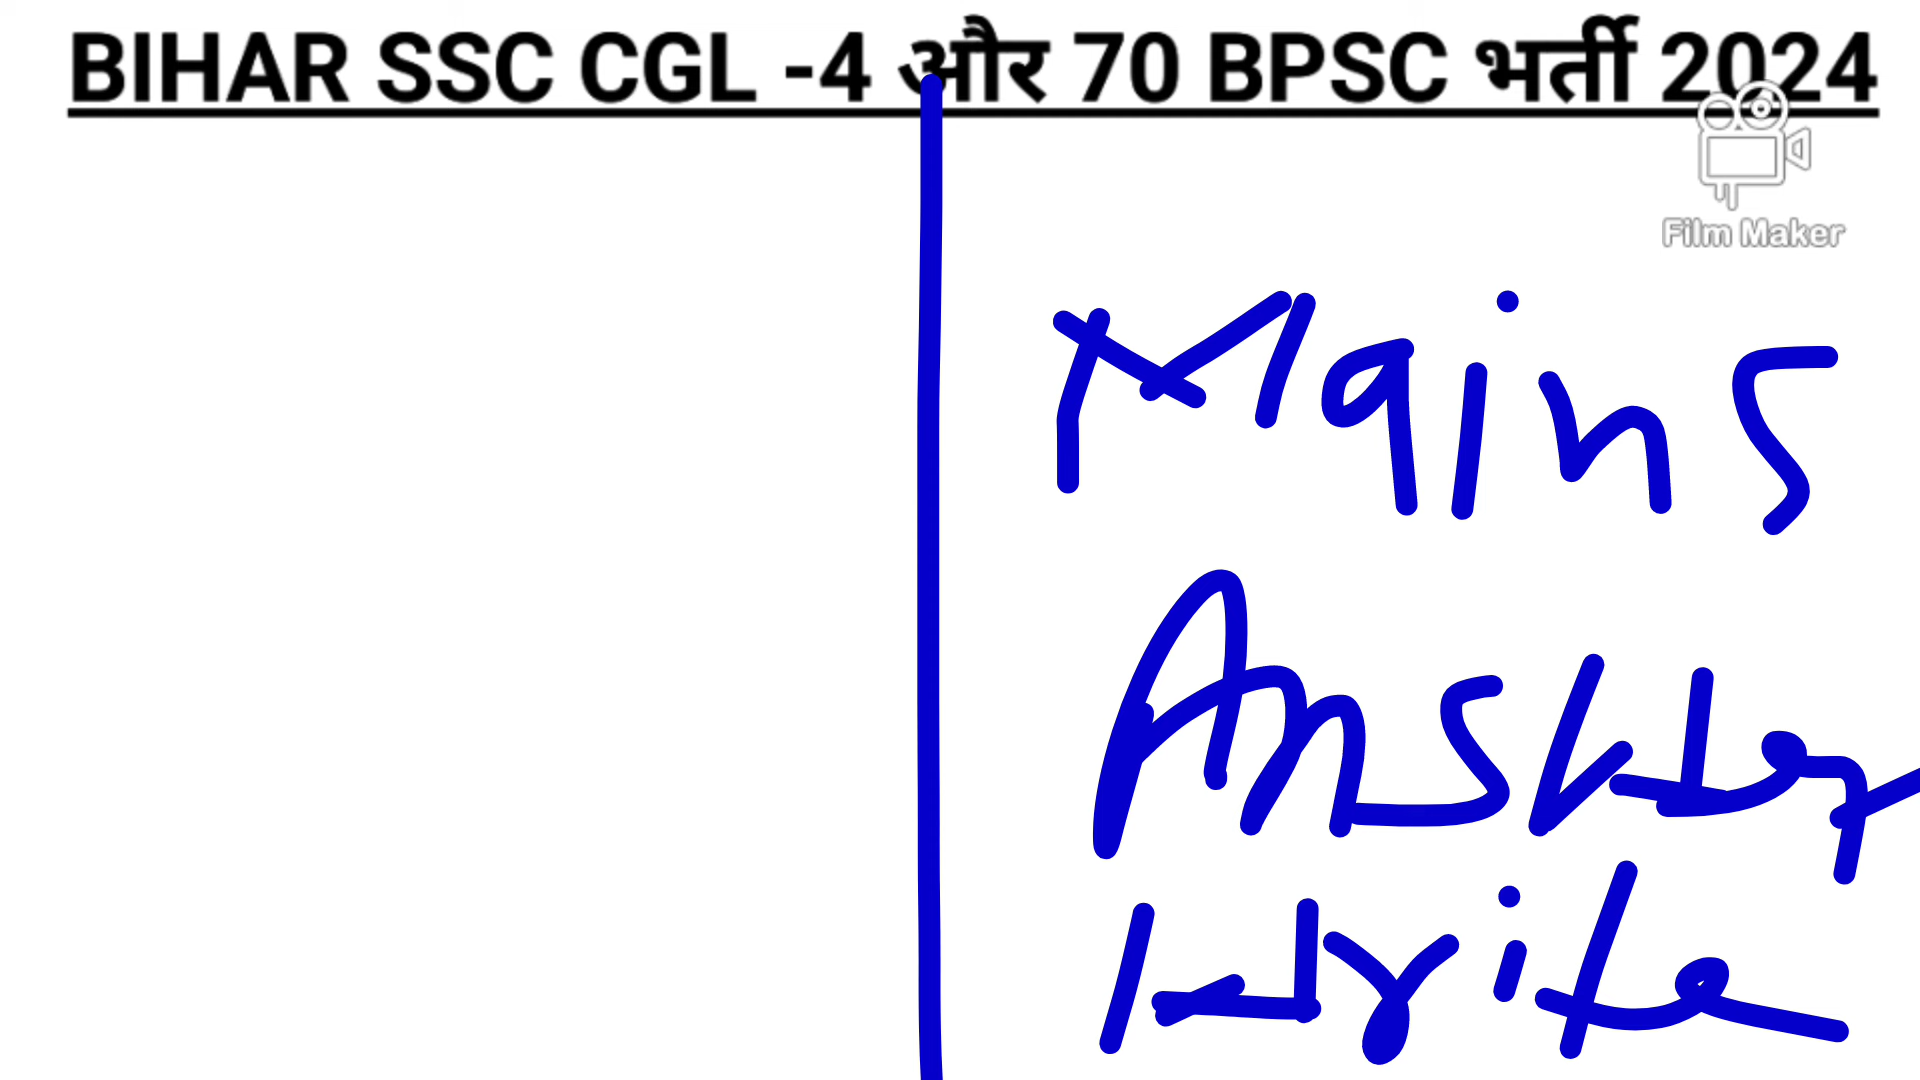 BIHAR SSC CGL -4 और 70 BPSC भर्ती 2024
Film Maker
Mains
Answer
Write